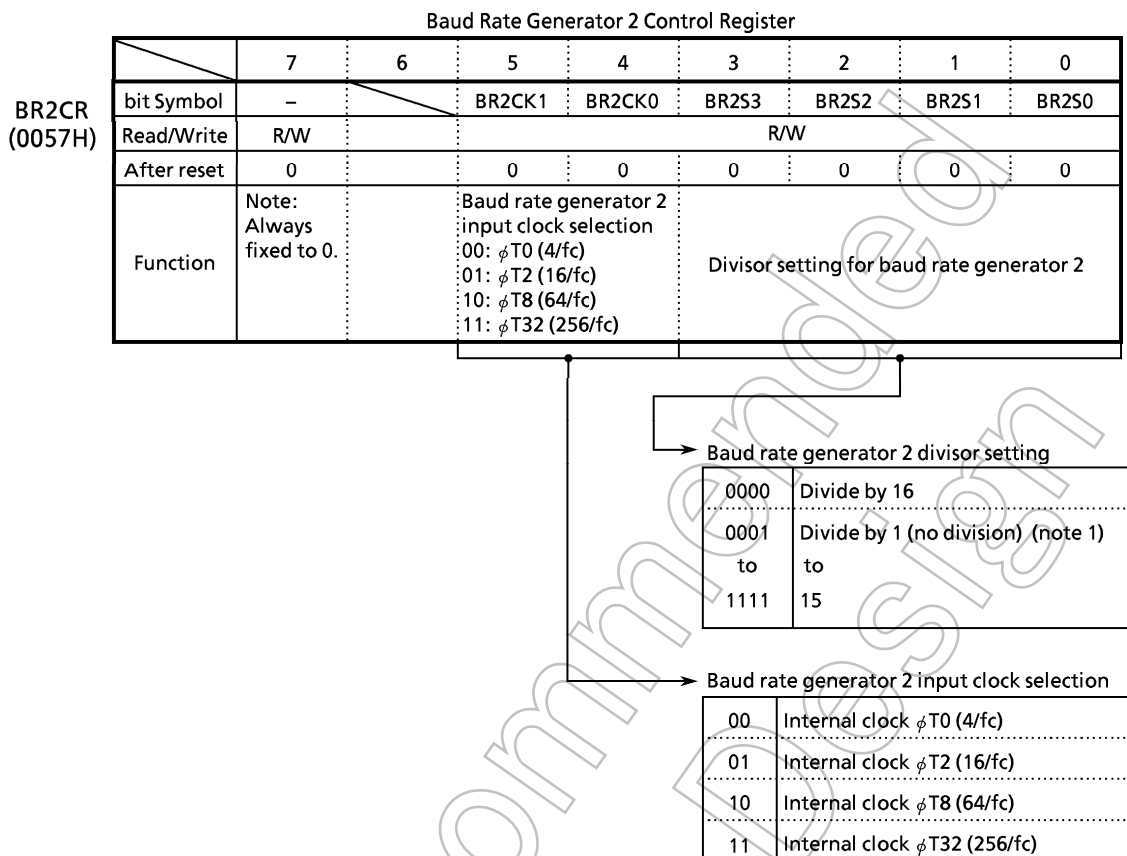 Baud Rate Generator 2 Control Register
7 6 5 4 3 2 1 0
BR2CR
(0057H)
bit Symbol – BR2CK1 BR2CK0 BR2S3 BR2S2 BR2S1 BR2S0
Read/Write R/W R/W
After reset 0 0 0 0 0 0 0
Function
Note:
Always
fixed to 0.
Baud rate generator 2
input clock selection
00: φT0 (4/fc)
01: φT2 (16/fc)
10: φT8 (64/fc)
11: φT32 (256/fc)
Divisor setting for baud rate generator 2
Baud rate generator 2 divisor setting
0000 Divide by 16
0001 Divide by 1 (no division) (note 1)
to to
1111 15
Baud rate generator 2 input clock selection
00 Internal clock φT0 (4/fc)
01 Internal clock φT2 (16/fc)
10 Internal clock φT8 (64/fc)
11 Internal clock φT32 (256/fc)